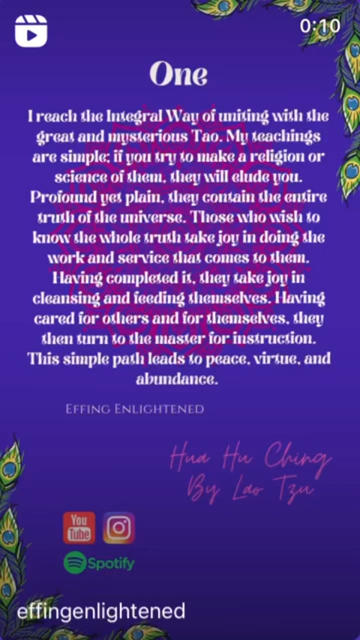 0:10
One
I reach the Integral Way of uniting with the
great and mysterious Tao. My teachings
are simple; if you try to make a religion or
science of them, they will elude you.
Profound yet plain, they contain the entire
truth of the universe. Those who wish to
know the whole truth take joy in doing the
work and service that comes to them.
Having completed it, they take joy in
cleansing and feeding themselves. Having
cared for others and for themselves, they
then turn to the master for instruction.
This simple path leads to peace, virtue, and
abundance.
Effing Enlightened
Hua Hu Ching
By Lao Tzu
You
Tube
Spotify
effingenlightened